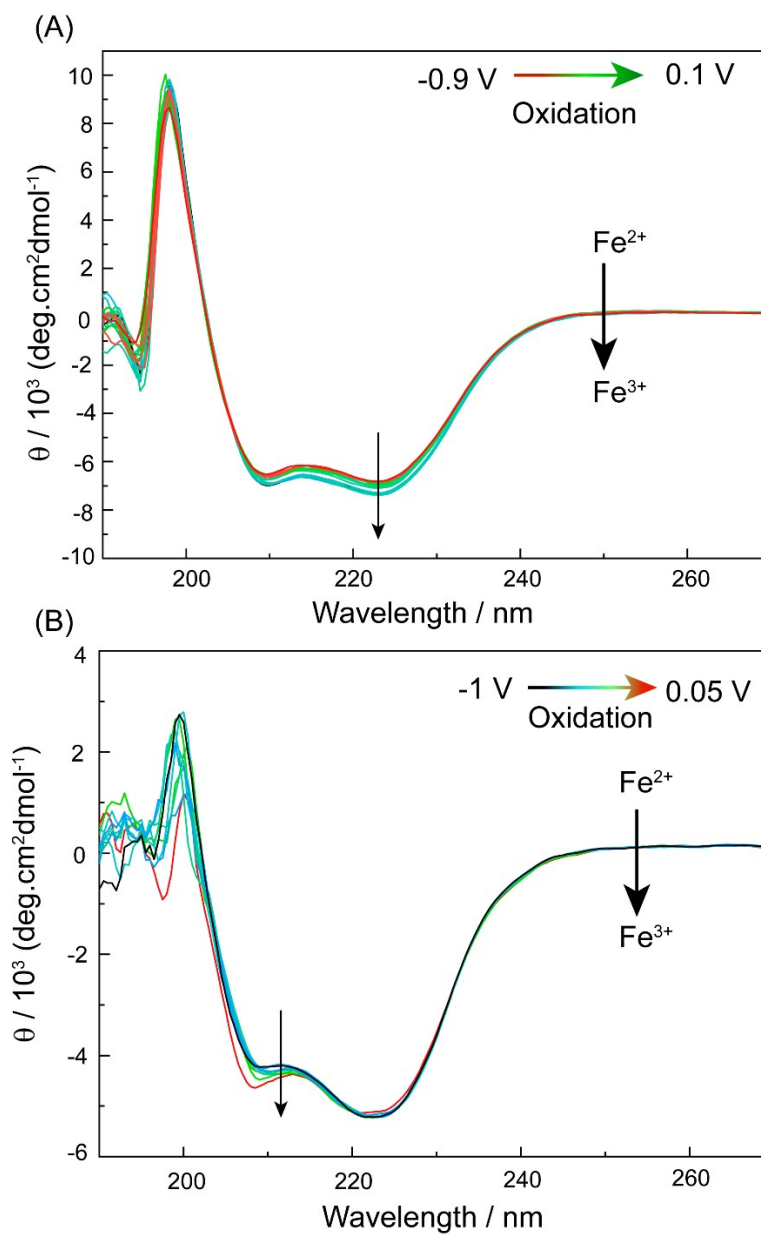 (A)
-0.9 V 0.1 V
Oxidation
Fe²⁺
Fe³⁺
10
8
6
4
2
0
-2
-4
-6
-8
-10
θ / 10³ (deg.cm²dmol⁻¹)
200 220 240 260
Wavelength / nm
(B)
-1 V 0.05 V
Oxidation
Fe²⁺
Fe³⁺
4
2
0
-2
-4
-6
θ / 10³ (deg.cm²dmol⁻¹)
200 220 240 260
Wavelength / nm